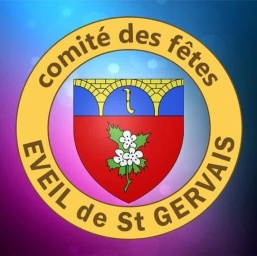 comité des fêtes
EVEIL de St GERVAIS